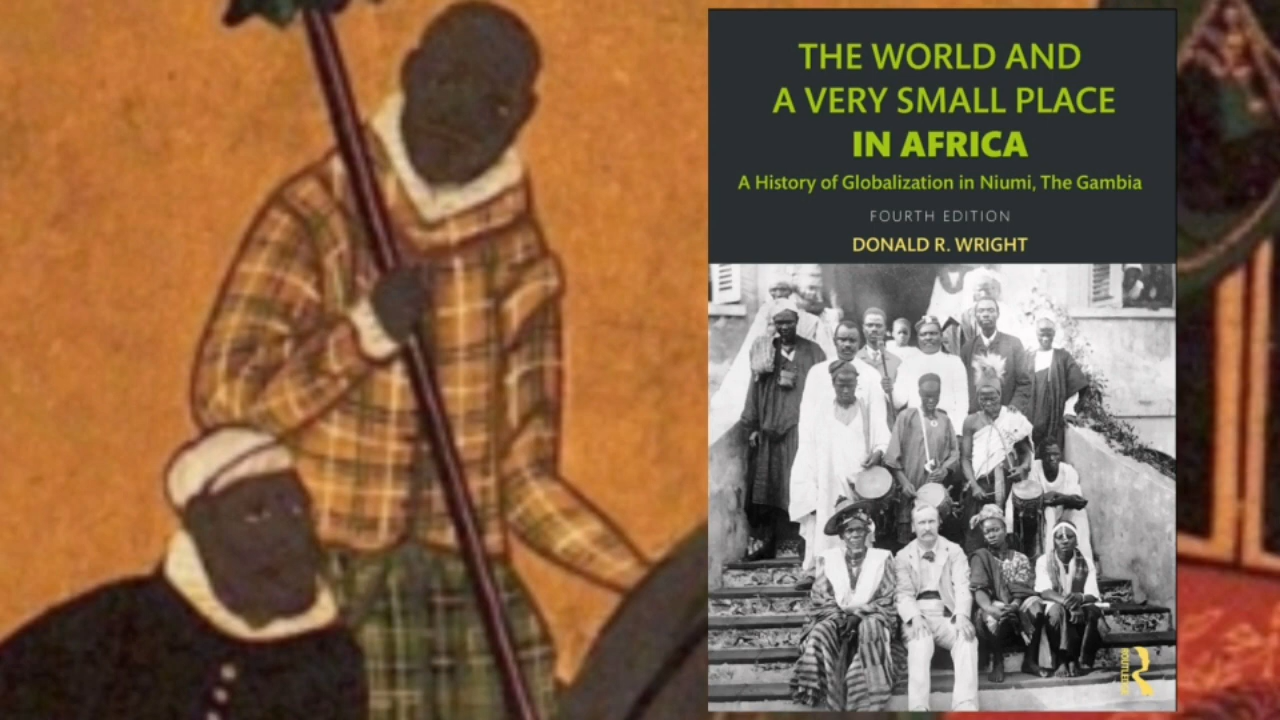 THE WORLD AND
A VERY SMALL PLACE
IN AFRICA
A History of Globalization in Niumi, The Gambia
FOURTH EDITION
DONALD R. WRIGHT
ROUTLEDGE